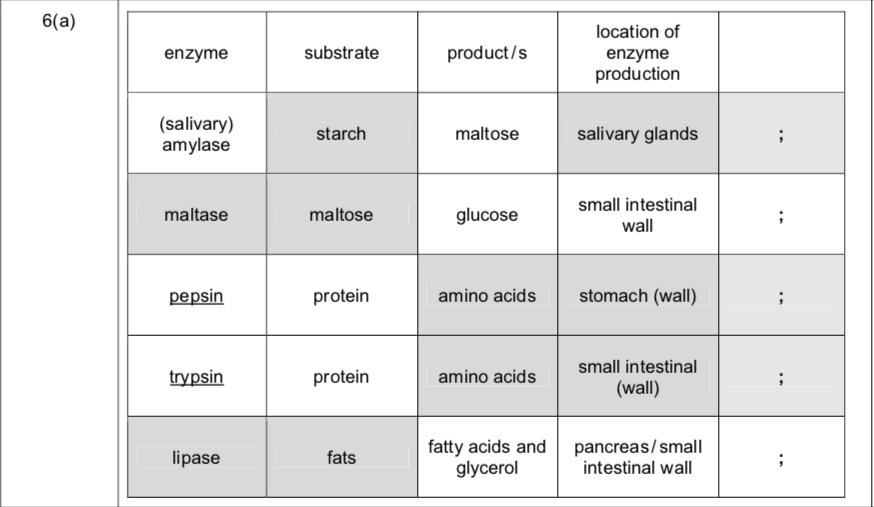 6(a)
enzyme
substrate
product/s
location of
enzyme
production
(salivary)
amylase
starch
maltose
salivary glands
;
maltase
maltose
glucose
small intestinal
wall
;
pepsin
protein
amino acids
stomach (wall)
;
trypsin
protein
amino acids
small intestinal
(wall)
;
lipase
fats
fatty acids and
glycerol
pancreas/small
intestinal wall
;